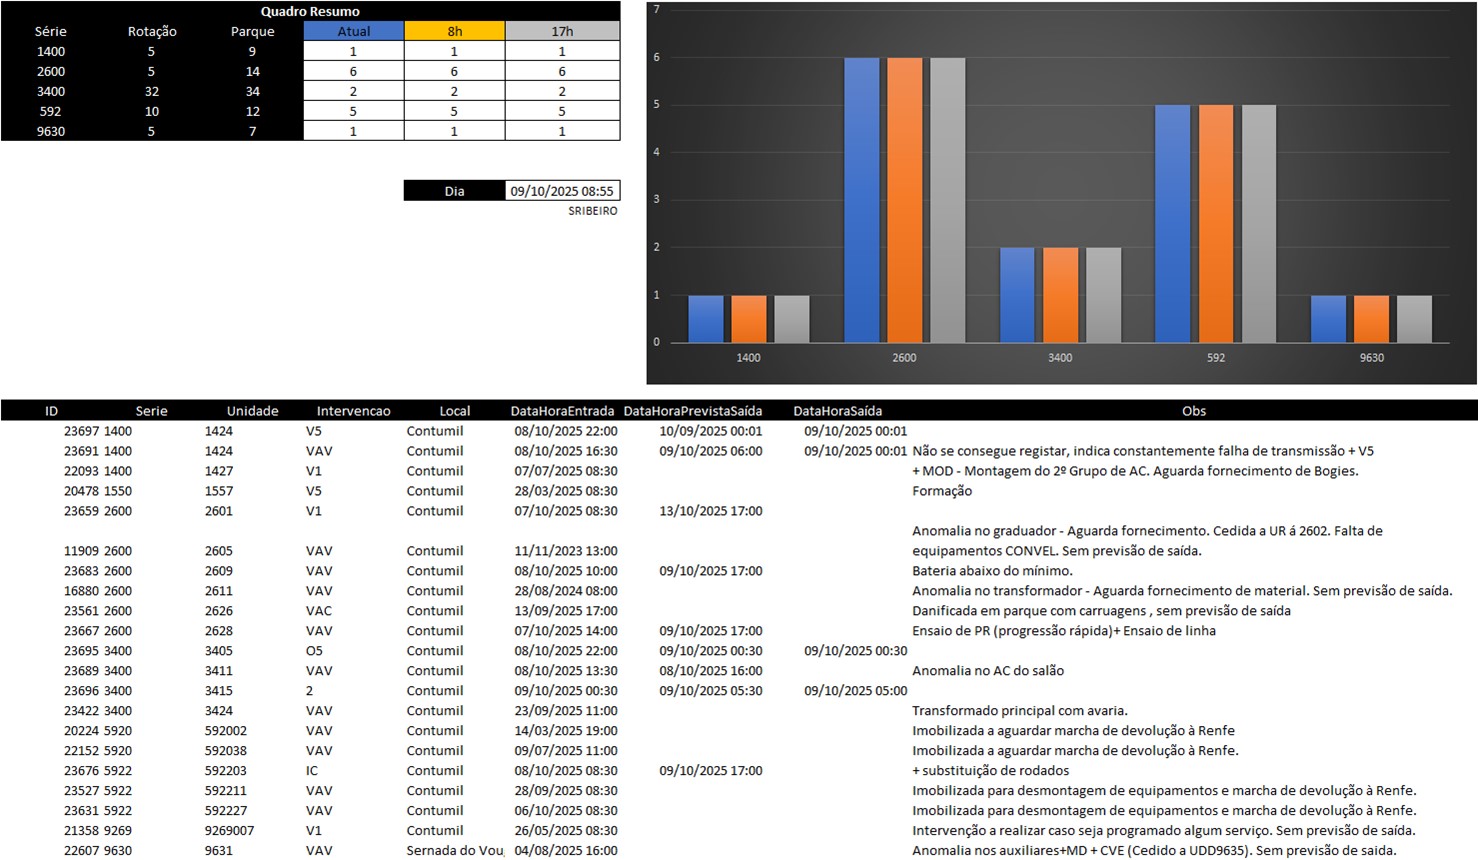 Quadro Resumo
Série Rotação Parque Atual 8h 17h
1400 5 9 1 1 1
2600 5 14 6 6 6
3400 32 34 2 2 2
592 10 12 5 5 5
9630 5 7 1 1 1
Dia 09/10/2025 08:55
SRIBEIRO
7
6
5
4
3
2
1
0
1400 2600 3400 592 9630
ID Serie Unidade Intervencao Local DataHoraEntrada DataHoraPrevistaSaída DataHoraSaída Obs
23697 1400 1424 V5 Contumil 08/10/2025 22:00 10/09/2025 00:01 09/10/2025 00:01
23691 1400 1424 VAV Contumil 08/10/2025 16:30 09/10/2025 06:00 09/10/2025 00:01 Não se consegue registar, indica constantemente falha de transmissão + V5
22093 1400 1427 V1 Contumil 07/07/2025 08:30 + MOD - Montagem do 2º Grupo de AC. Aguarda fornecimento de Bogies.
20478 1550 1557 V5 Contumil 28/03/2025 08:30 Formação
23659 2600 2601 V1 Contumil 07/10/2025 08:30 13/10/2025 17:00
Anomalia no graduador - Aguarda fornecimento. Cedida a UR á 2602. Falta de
11909 2600 2605 VAV Contumil 11/11/2023 13:00 equipamentos CONVEL. Sem previsão de saída.
23683 2600 2609 VAV Contumil 08/10/2025 10:00 09/10/2025 17:00 Bateria abaixo do mínimo.
16880 2600 2611 VAV Contumil 28/08/2024 08:00 Anomalia no transformador - Aguarda fornecimento de material. Sem previsão de saída.
23561 2600 2626 VAC Contumil 13/09/2025 17:00 Danificada em parque com carruagens , sem previsão de saída
23667 2600 2628 VAV Contumil 07/10/2025 14:00 09/10/2025 17:00 Ensaio de PR (progressão rápida)+ Ensaio de linha
23695 3400 3405 O5 Contumil 08/10/2025 22:00 09/10/2025 00:30 09/10/2025 00:30
23689 3400 3411 VAV Contumil 08/10/2025 13:30 08/10/2025 16:00 Anomalia no AC do salão
23696 3400 3415 2 Contumil 09/10/2025 00:30 09/10/2025 05:30 09/10/2025 05:00
23422 3400 3424 VAV Contumil 23/09/2025 11:00 Transformado principal com avaria.
20224 5920 592002 VAV Contumil 14/03/2025 19:00 Imobilizada a aguardar marcha de devolução à Renfe
22152 5920 592038 VAV Contumil 09/07/2025 11:00 Imobilizada a aguardar marcha de devolução à Renfe.
23676 5922 592203 IC Contumil 08/10/2025 08:30 09/10/2025 17:00 + substituição de rodados
23527 5922 592211 VAV Contumil 28/09/2025 08:30 Imobilizada para desmontagem de equipamentos e marcha de devolução à Renfe.
23631 5922 592227 VAV Contumil 06/10/2025 08:30 Imobilizada para desmontagem de equipamentos e marcha de devolução à Renfe.
21358 9269 9269007 V1 Contumil 26/05/2025 08:30 Intervenção a realizar caso seja programado algum serviço. Sem previsão de saída.
22607 9630 9631 VAV Sernada do Vou 04/08/2025 16:00 Anomalia nos auxiliares+MD + CVE (Cedido a UDD9635). Sem previsão de saida.